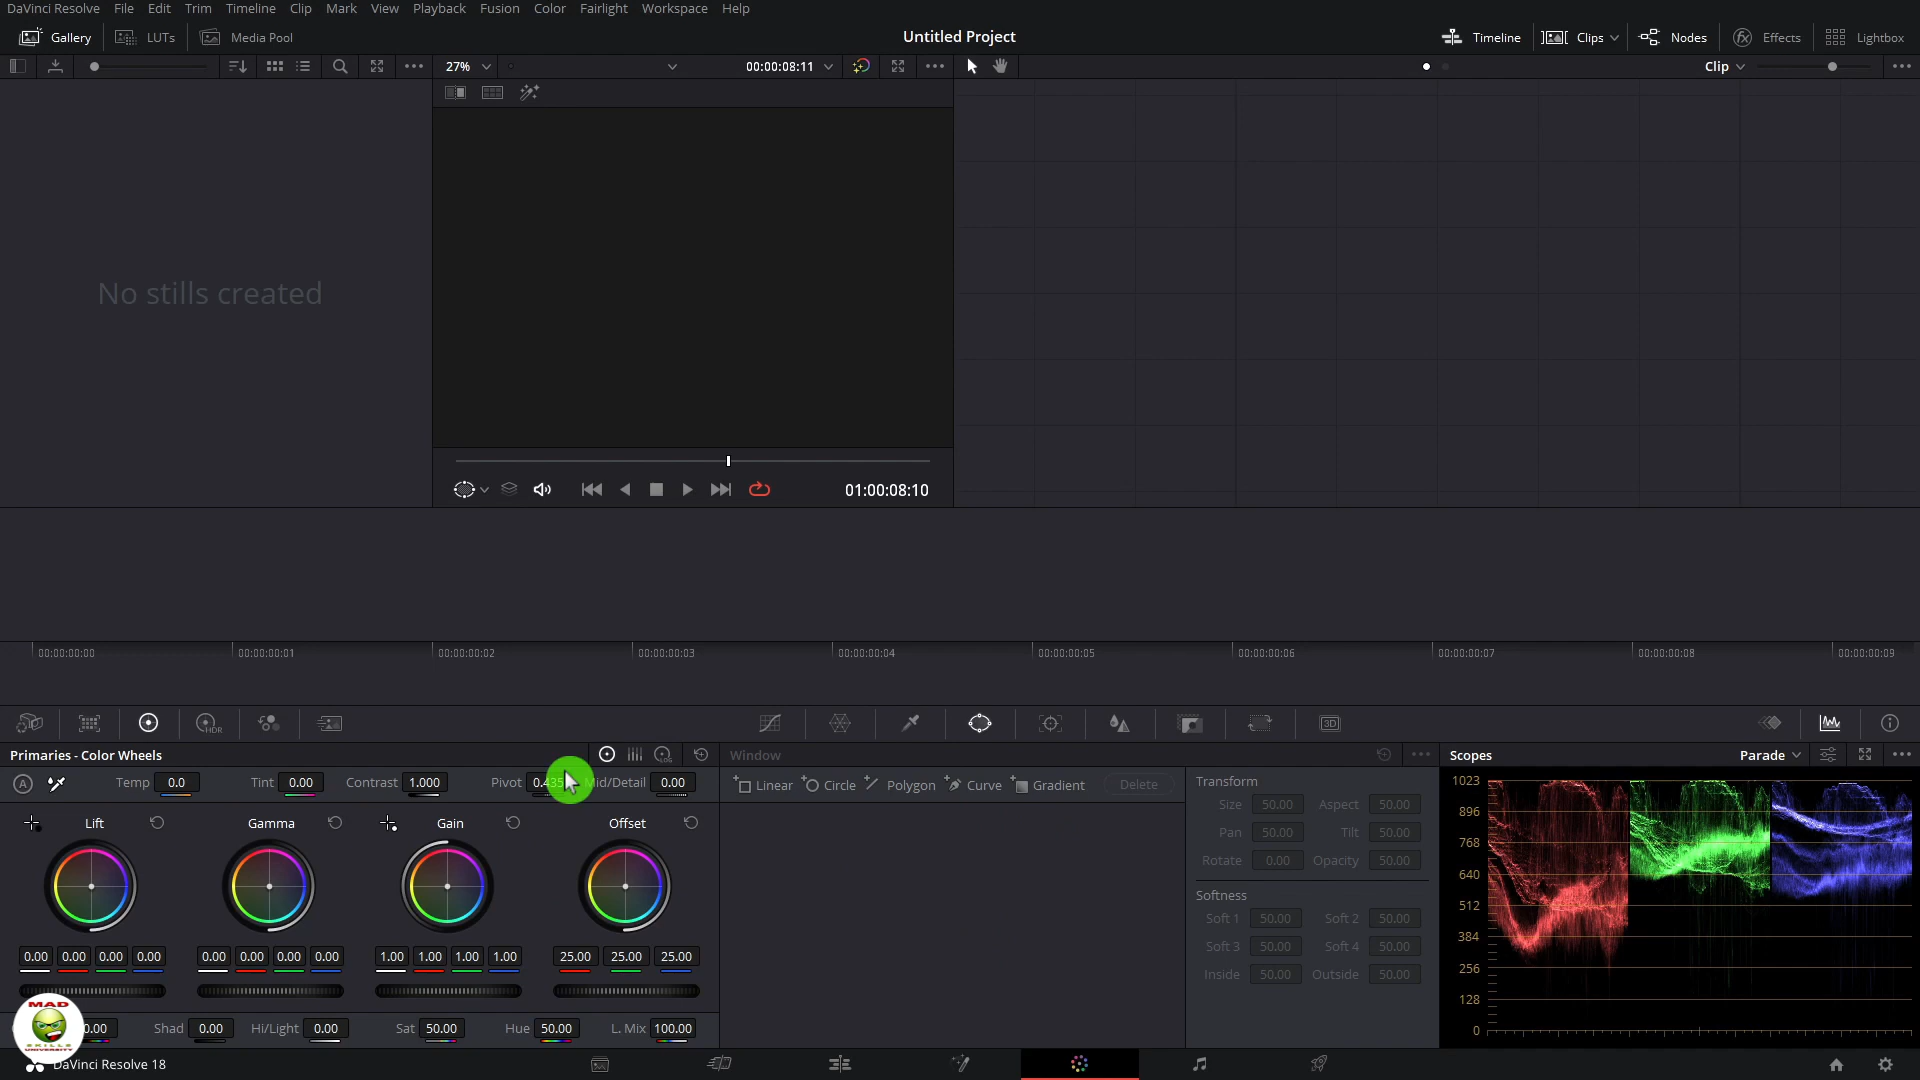 DaVinci Resolve File Edit Trim Timeline Clip Mark View Playback Fusion Color Fairlight Workspace Help
Gallery LUTs Media Pool Untitled Project Timeline Clips Nodes Effects Lightbox
27% 00:00:08:11 Clip
No stills created
01:00:08:10
00:00:00:00 00:00:00:01 00:00:00:02 00:00:00:03 00:00:00:04 00:00:00:05 00:00:00:06 00:00:00:07 00:00:00:08 00:00:00:09
HDR 3D
Primaries - Color Wheels LOG Window Scopes Parade
A Temp 0.0 Tint 0.00 Contrast 1.000 Pivot 0.435 Mid/Detail 0.00
Linear Circle Polygon Curve Gradient Delete
Lift Gamma Gain Offset
0.00 0.00 0.00 0.00 0.00 0.00 0.00 0.00 1.00 1.00 1.00 1.00 25.00 25.00 25.00
0.00 Shad 0.00 Hi/Light 0.00 Sat 50.00 Hue 50.00 L. Mix 100.00
Transform
Size 50.00 Aspect 50.00
Pan 50.00 Tilt 50.00
Rotate 0.00 Opacity 50.00
Softness
Soft 1 50.00 Soft 2 50.00
Soft 3 50.00 Soft 4 50.00
Inside 50.00 Outside 50.00
1023
896
768
640
512
384
256
128
0
MAD
SKILLS
UNIVERSITY
DaVinci Resolve 18